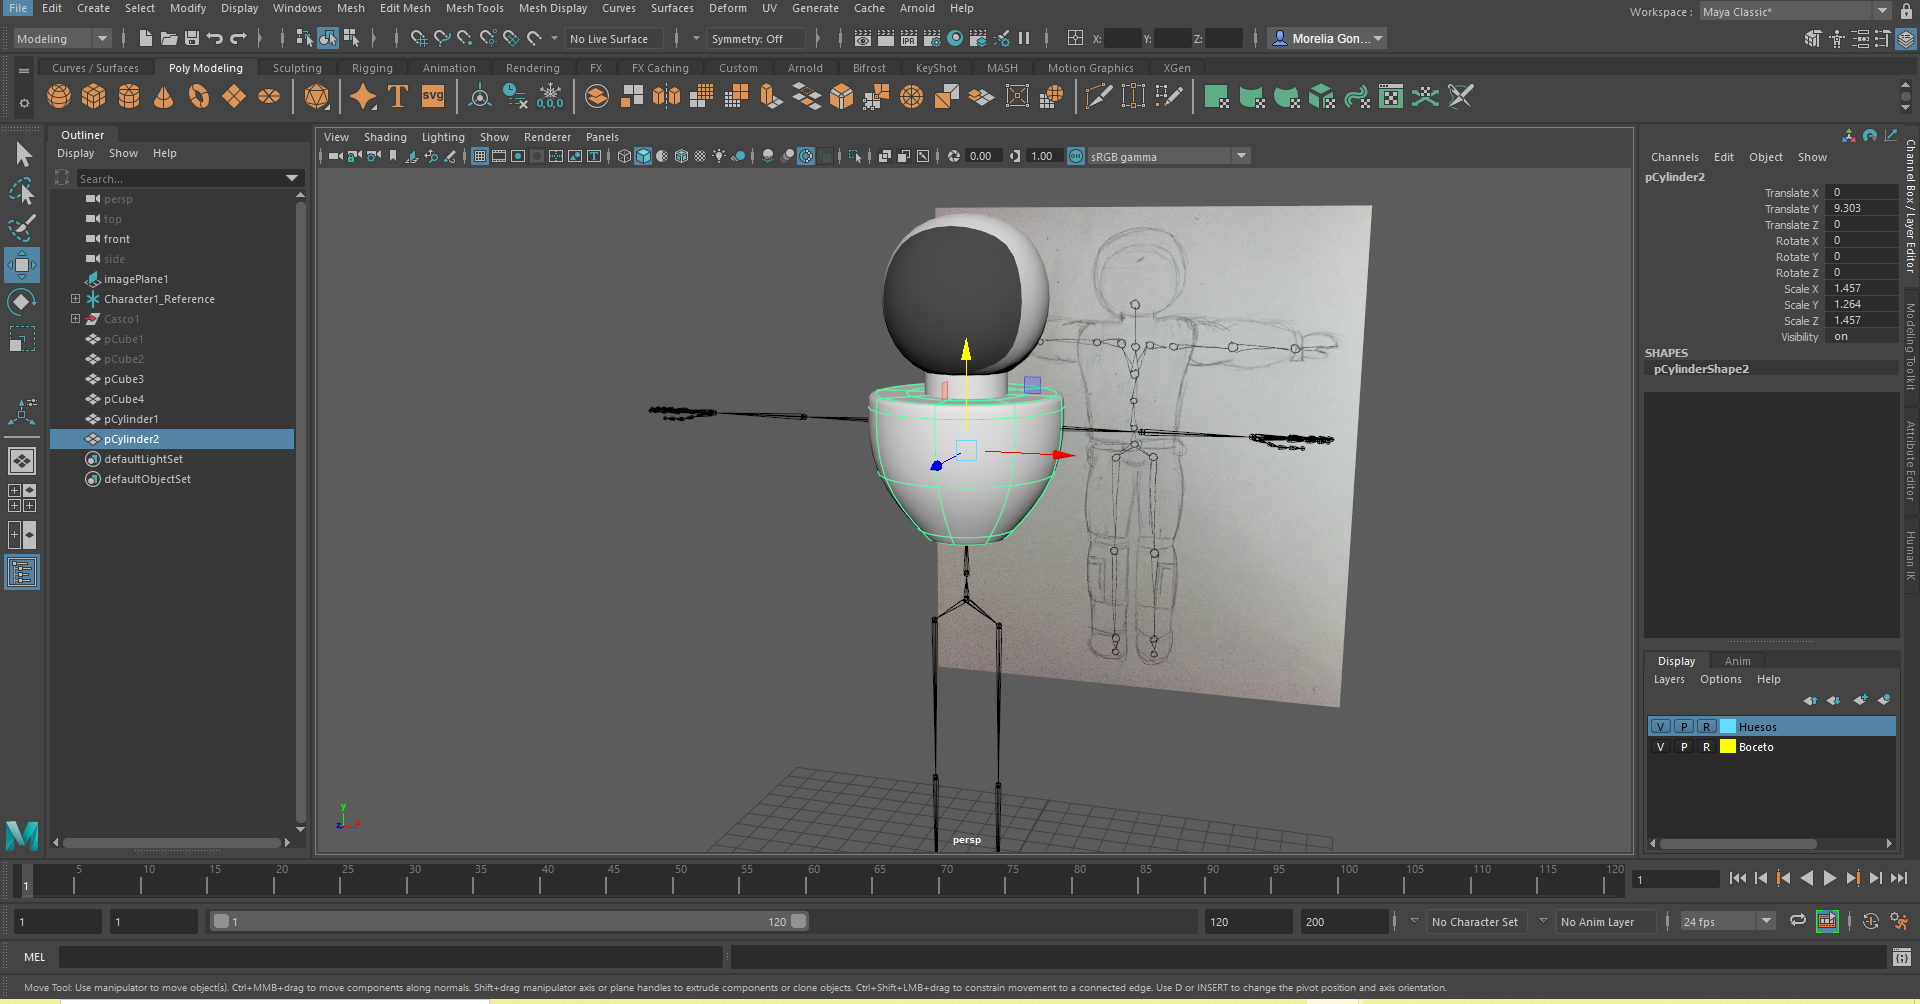 File Edit Create Select Modify Display Windows Mesh Edit Mesh Mesh Tools Mesh Display Curves Surfaces Deform UV Generate Cache Arnold Help
Workspace : Maya Classic*
Modeling No Live Surface Symmetry: Off IPR X: Y: Z: Morelia Gon...
Curves / Surfaces Poly Modeling Sculpting Rigging Animation Rendering FX FX Caching Custom Arnold Bifrost KeyShot MASH Motion Graphics XGen
T SVG 0,0,0
Outliner
Display Show Help
Search...
persp
top
front
side
imagePlane1
Character1_Reference
Casco1
pCube1
pCube2
pCube3
pCube4
pCylinder1
pCylinder2
defaultLightSet
defaultObjectSet
View Shading Lighting Show Renderer Panels
0.00 1.00 ON sRGB gamma
y
z x
persp
Channels Edit Object Show
pCylinder2
Translate X 0
Translate Y 9.303
Translate Z 0
Rotate X 0
Rotate Y 0
Rotate Z 0
Scale X 1.457
Scale Y 1.264
Scale Z 1.457
Visibility on
SHAPES
pCylinderShape2
Channel Box / Layer Editor
Modeling Toolkit
Attribute Editor
Human IK
Display Anim
Layers Options Help
V P R Huesos
V P R Boceto
1 5 10 15 20 25 30 35 40 45 50 55 60 65 70 75 80 85 90 95 100 105 110 115 120
1
1 1 1 120 120 200 No Character Set No Anim Layer 24 fps
MEL
Move Tool: Use manipulator to move object(s). Ctrl+MMB+drag to move components along normals. Shift+drag manipulator axis or plane handles to extrude components or clone objects. Ctrl+Shift+LMB+drag to constrain movement to a connected edge. Use D or INSERT to change the pivot position and axis orientation.